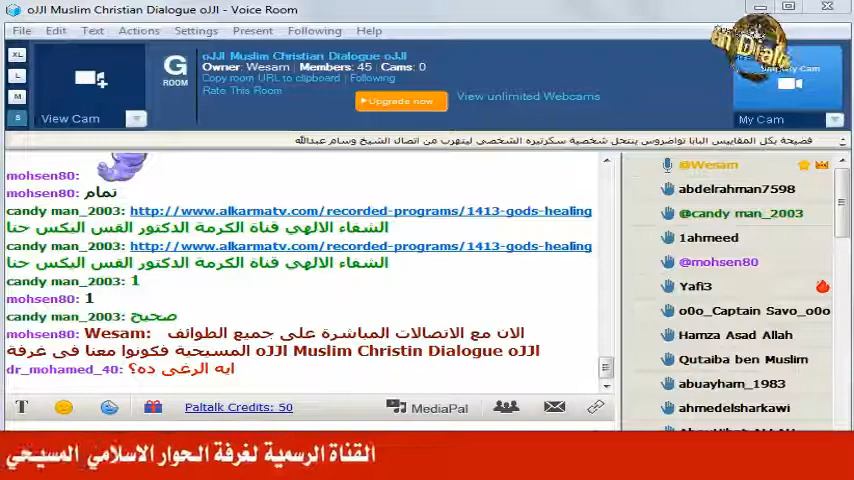 oJJl Muslim Christian Dialogue oJJl - Voice Room
File Edit Text Actions Settings Present Following Help
XL
L
M
S
View Cam
G
ROOM
oJJl Muslim Christian Dialogue oJJl
Owner: Wesam | Members: 45 Cams: 0
Copy room URL to clipboard | Following
Rate This Room
Upgrade now
View unlimited Webcams
My Cam
فضيحة بكل المقاييس البابا تواضروس ينتحل شخصية سكرتيره الشخصي ليتهرب من اتصال الشيخ وسام عبدالله
mohsen80:
mohsen80: تمام
candy man_2003: http://www.alkarmatv.com/recorded-programs/1413-gods-healing
الشفاء الالهي قناة الكرمة الدكتور القس اليكس حنا
candy man_2003: http://www.alkarmatv.com/recorded-programs/1413-gods-healing
الشفاء الالهي قناة الكرمة الدكتور القس اليكس حنا
candy man_2003: 1
mohsen80: 1
candy man_2003: صحيح
mohsen80: Wesam: الان مع الاتصالات المباشرة على جميع الطوائف
المسيحية فكونوا معنا فى غرفة oJJl Muslim Christin Dialogue oJJl
dr_mohamed_40: ايه الرغى ده؟
@Wesam
abdelrahman7598
@candy man_2003
1ahmeed
@mohsen80
Yafi3
o0o_Captain Savo_o0o
Hamza Asad Allah
Qutaiba ben Muslim
abuayham_1983
ahmedelsharkawi
T
Paltalk Credits: 50
MediaPal
القناة الرسمية لغرفة الحوار الاسلامي المسيحي